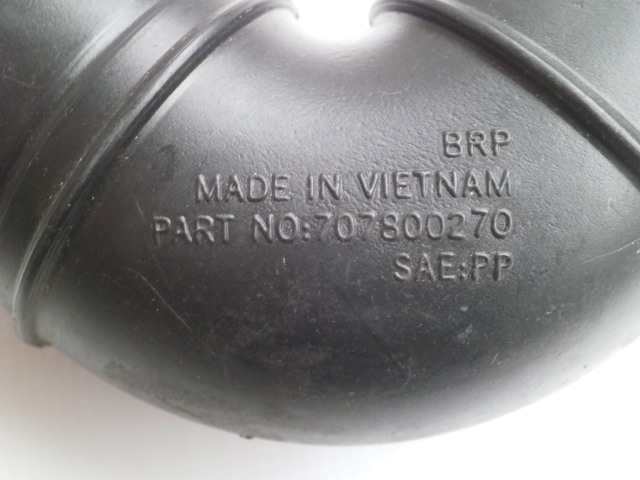 BRP
MADE IN VIETNAM
PART NO:707800270
SAE:PP